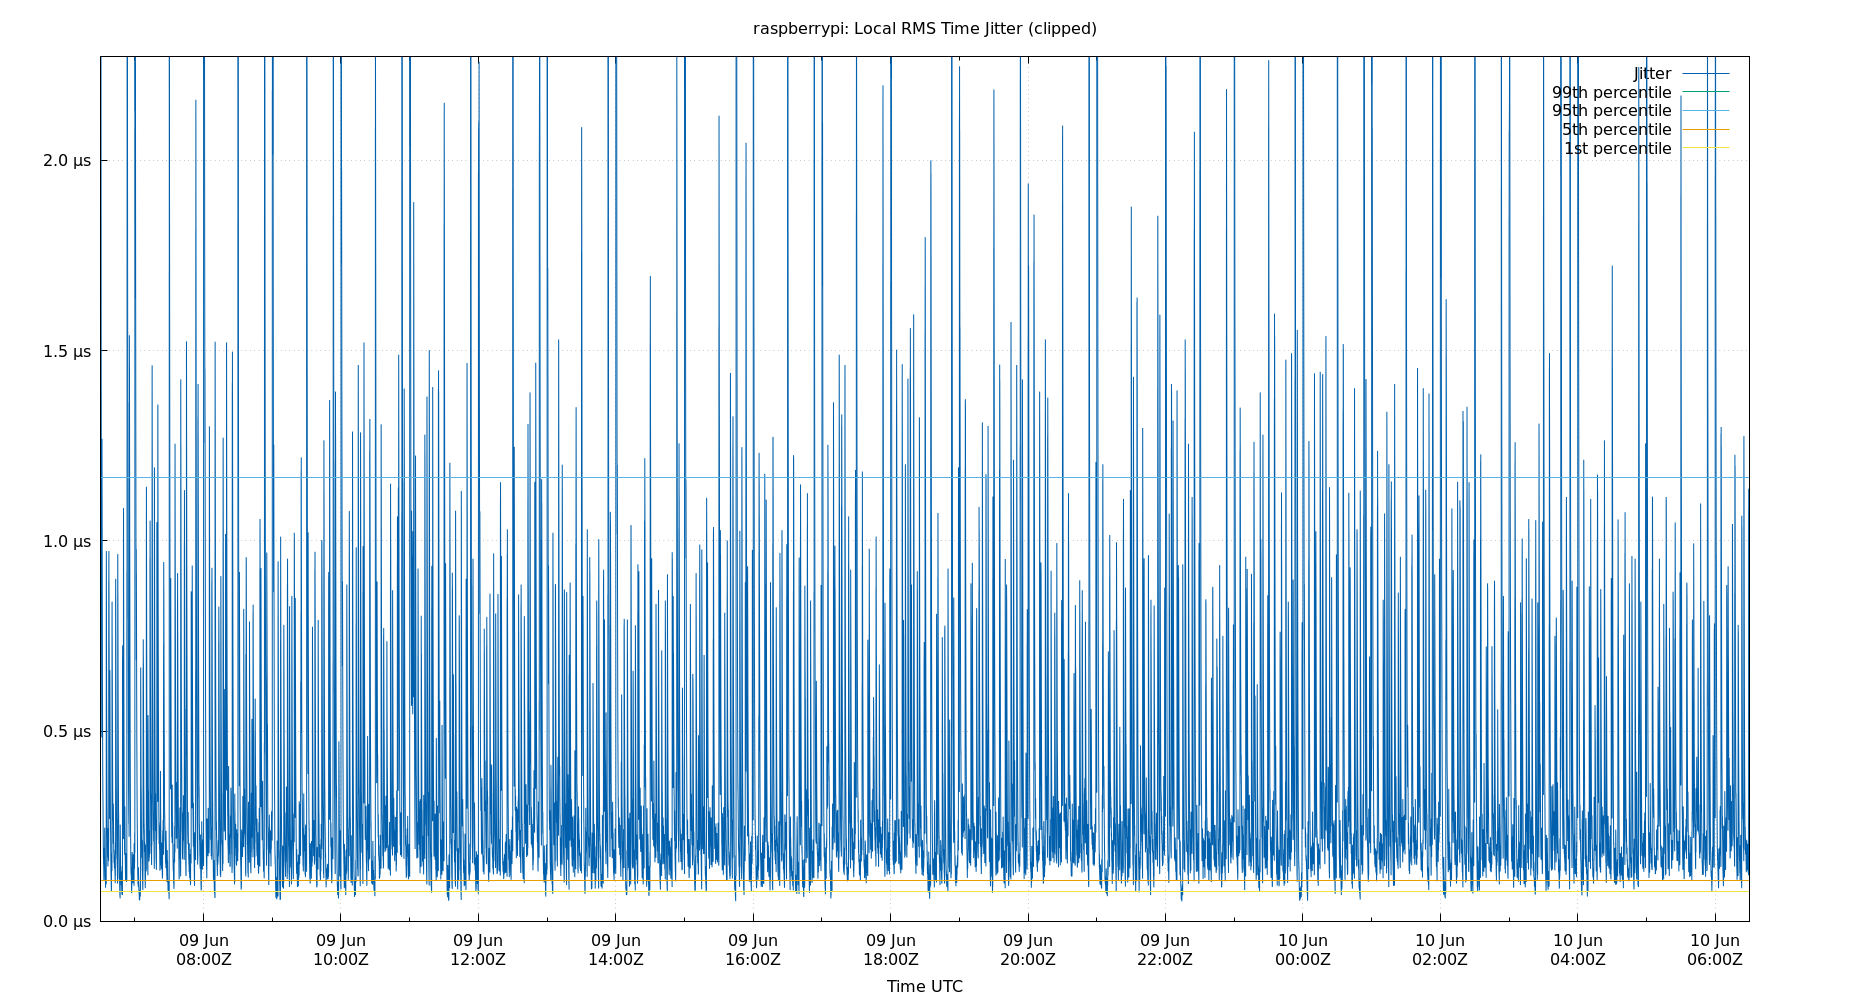 raspberrypi: Local RMS Time Jitter (clipped)
Jitter
99th percentile
95th percentile
5th percentile
1st percentile
2.0 µs
1.5 µs
1.0 µs
0.5 µs
0.0 µs
09 Jun 09 Jun 09 Jun 09 Jun 09 Jun 09 Jun 09 Jun 09 Jun 10 Jun 10 Jun 10 Jun 10 Jun
08:00Z 10:00Z 12:00Z 14:00Z 16:00Z 18:00Z 20:00Z 22:00Z 00:00Z 02:00Z 04:00Z 06:00Z
Time UTC